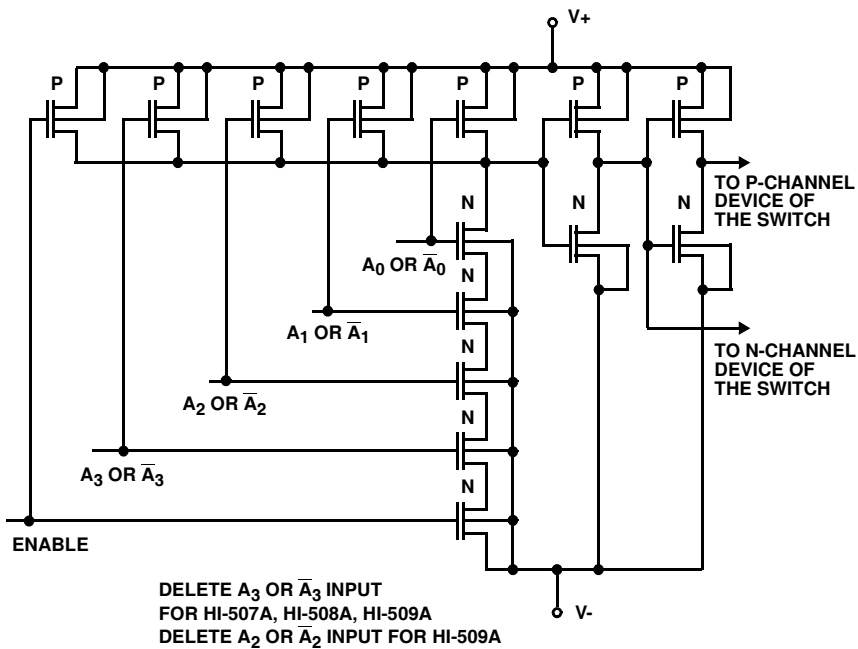 V+
P P P P P P P
N N N
TO P-CHANNEL
DEVICE OF
THE SWITCH
A0 OR A̅0
N
A1 OR A̅1
N
TO N-CHANNEL
DEVICE OF
THE SWITCH
A2 OR A̅2
N
A3 OR A̅3
N
ENABLE
DELETE A3 OR A̅3 INPUT
FOR HI-507A, HI-508A, HI-509A
DELETE A2 OR A̅2 INPUT FOR HI-509A
V-